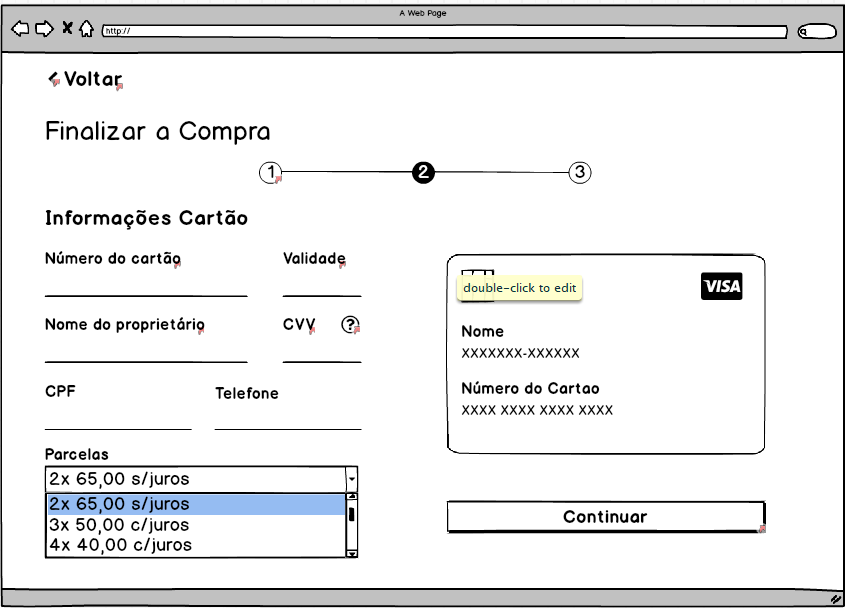 A Web Page
http://
Voltar
Finalizar a Compra
1 2 3
Informações Cartão
Número do cartão
Validade
Nome do proprietário
CVV ?
CPF
Telefone
Parcelas
2x 65,00 s/juros
2x 65,00 s/juros
3x 50,00 c/juros
4x 40,00 c/juros
double-click to edit
VISA
Nome
XXXXXXX-XXXXXX
Número do Cartao
XXXX XXXX XXXX XXXX
Continuar